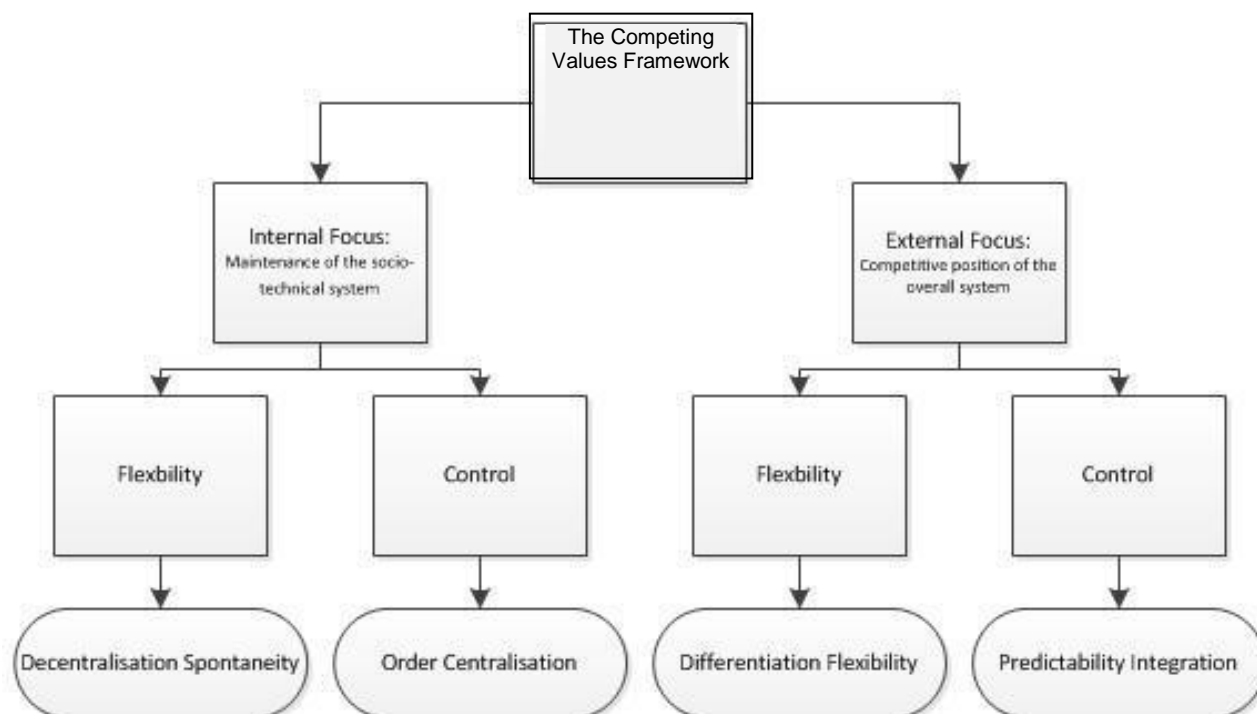 The Competing
Values Framework
Internal Focus:
Maintenance of the socio-
technical system
External Focus:
Competitive position of the
overall system
Flexbility
Control
Flexbility
Control
Decentralisation Spontaneity
Order Centralisation
Differentiation Flexibility
Predictability Integration